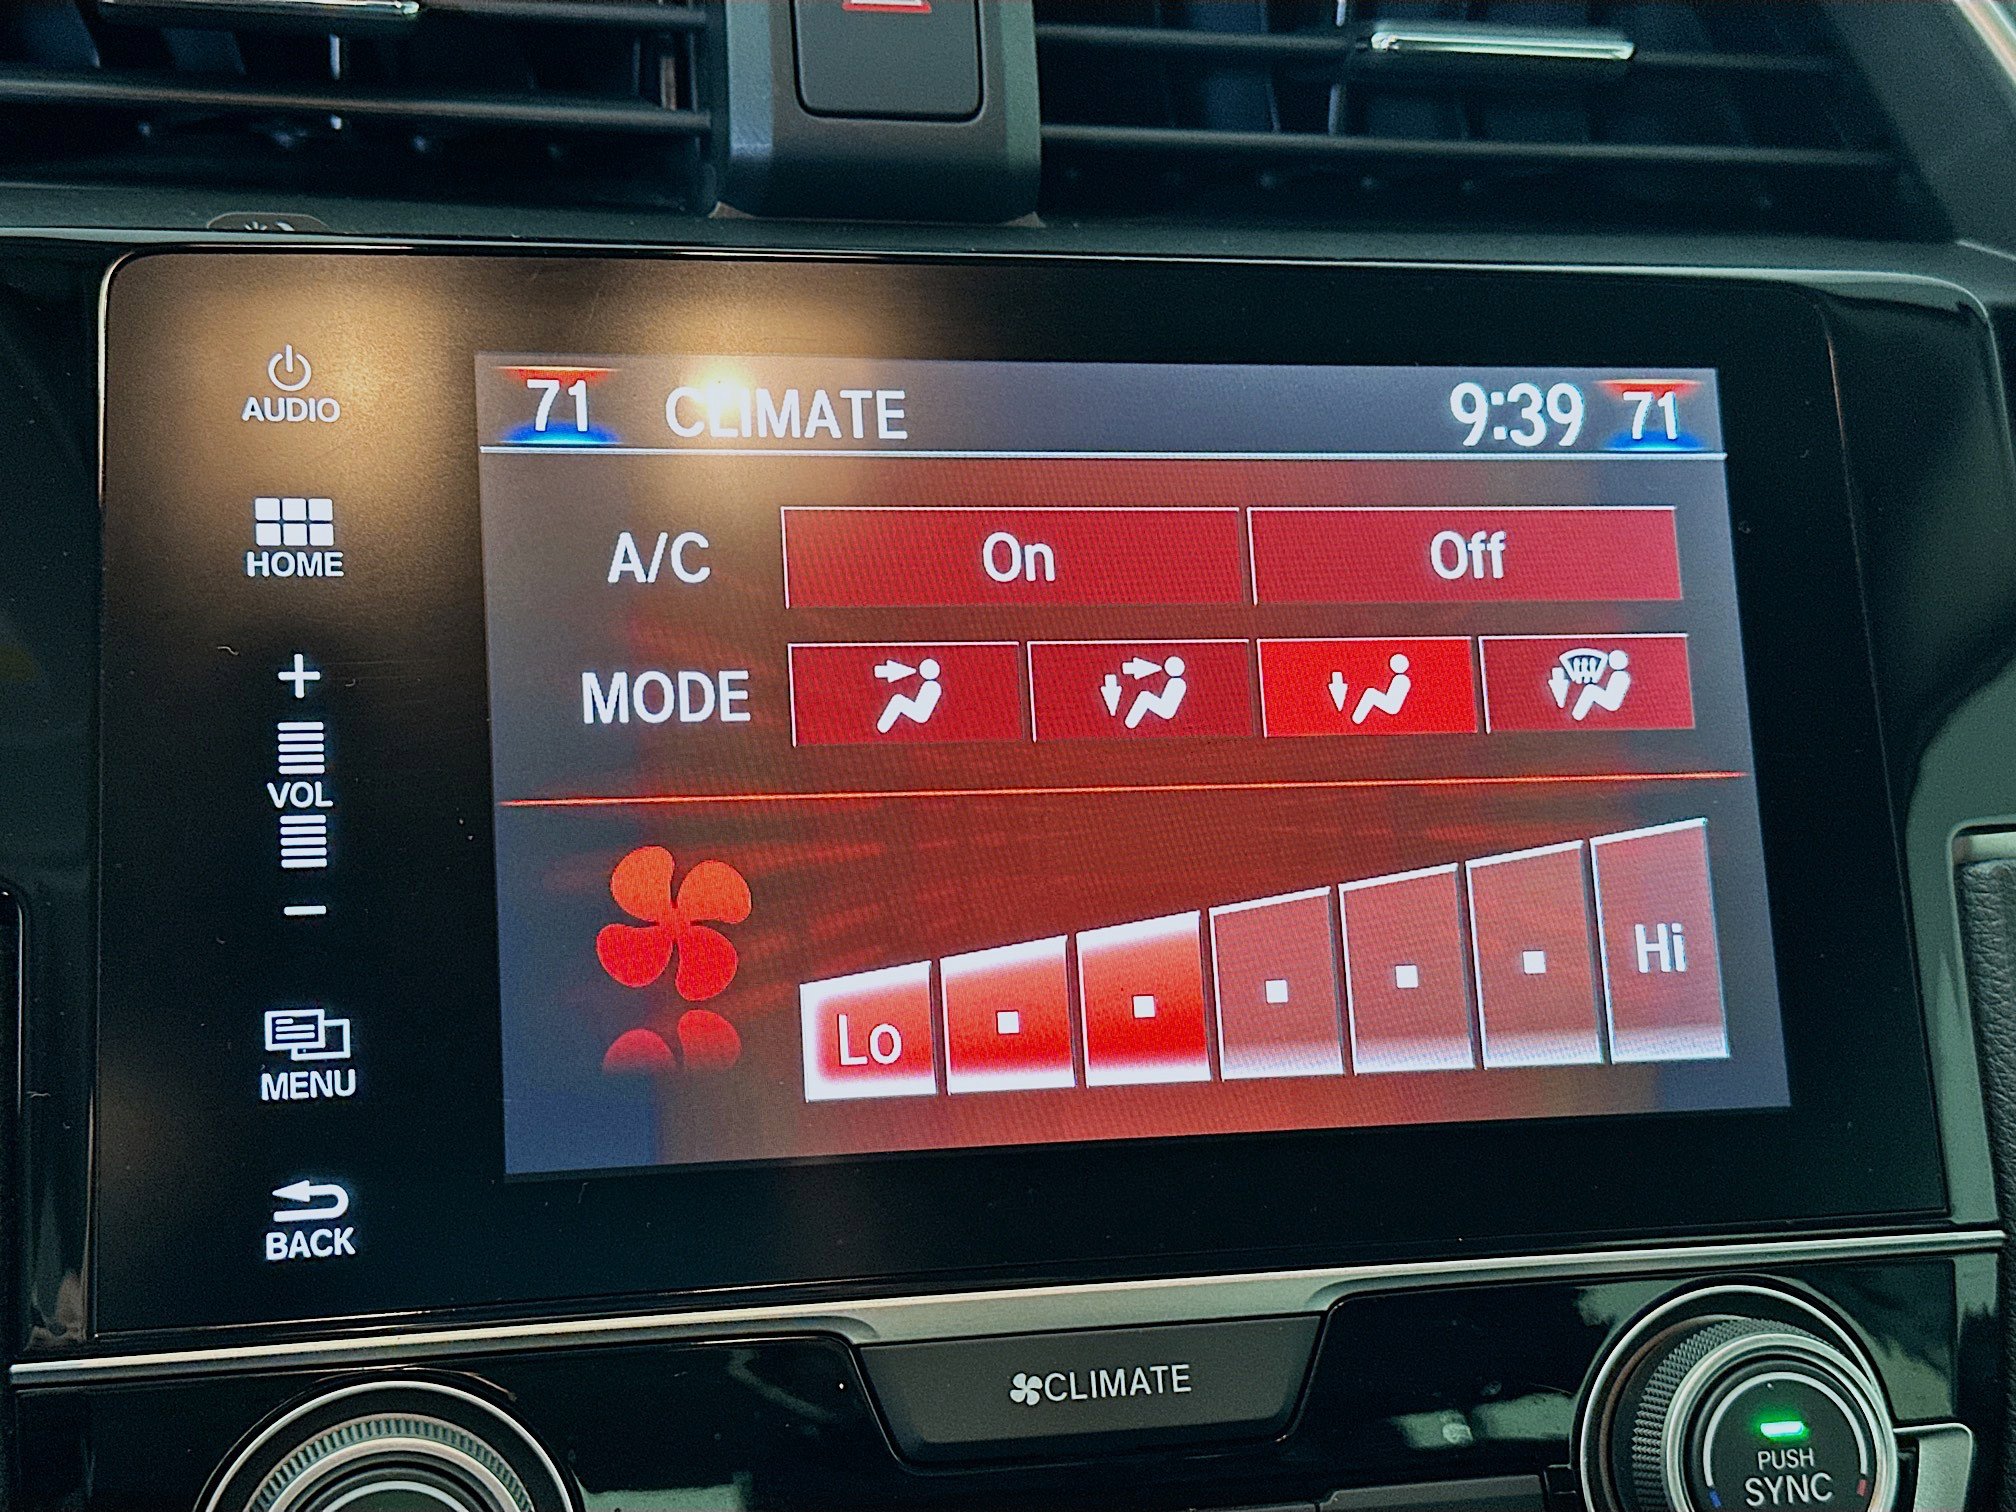 AUDIO
HOME
VOL
MENU
BACK
71 CLIMATE 9:39 71
A/C On Off
MODE
Lo Hi
CLIMATE
PUSH
SYNC